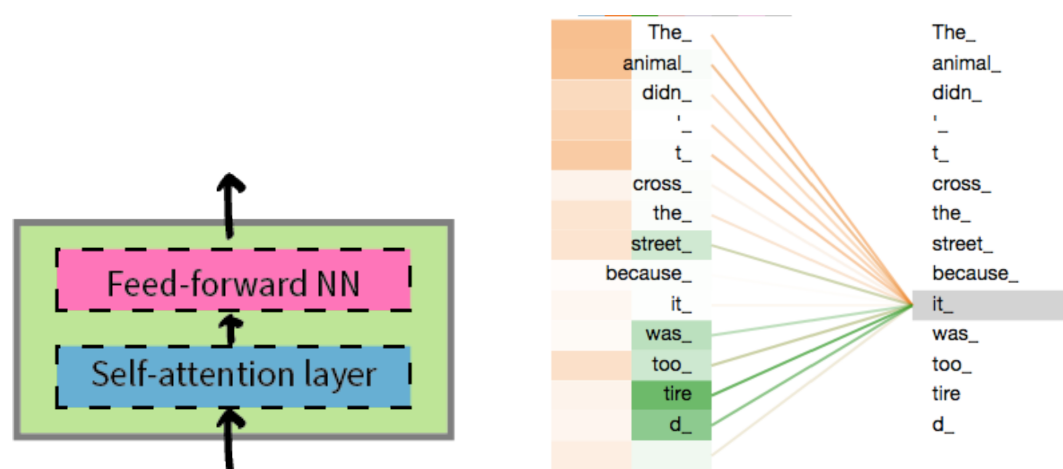 Feed-forward NN
Self-attention layer
The_
animal_
didn_
'_
t_
cross_
the_
street_
because_
it_
was_
too_
tire
d_
The_
animal_
didn_
'_
t_
cross_
the_
street_
because_
it_
was_
too_
tire
d_